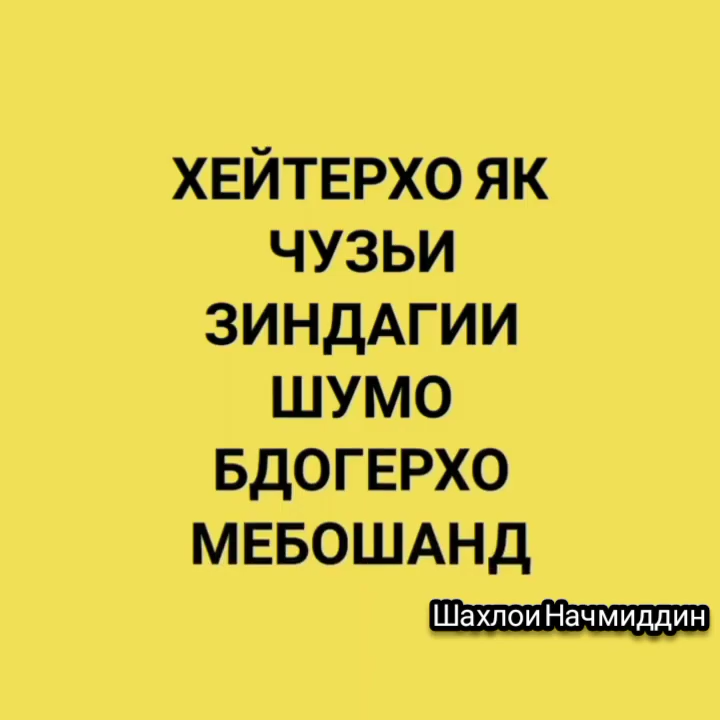 ХЕЙТЕРХО ЯК
ЧУЗЬИ
ЗИНДАГИИ
ШУМО
БДОГЕРХО
МЕБОШАНД
ШахлоиНачмиддин